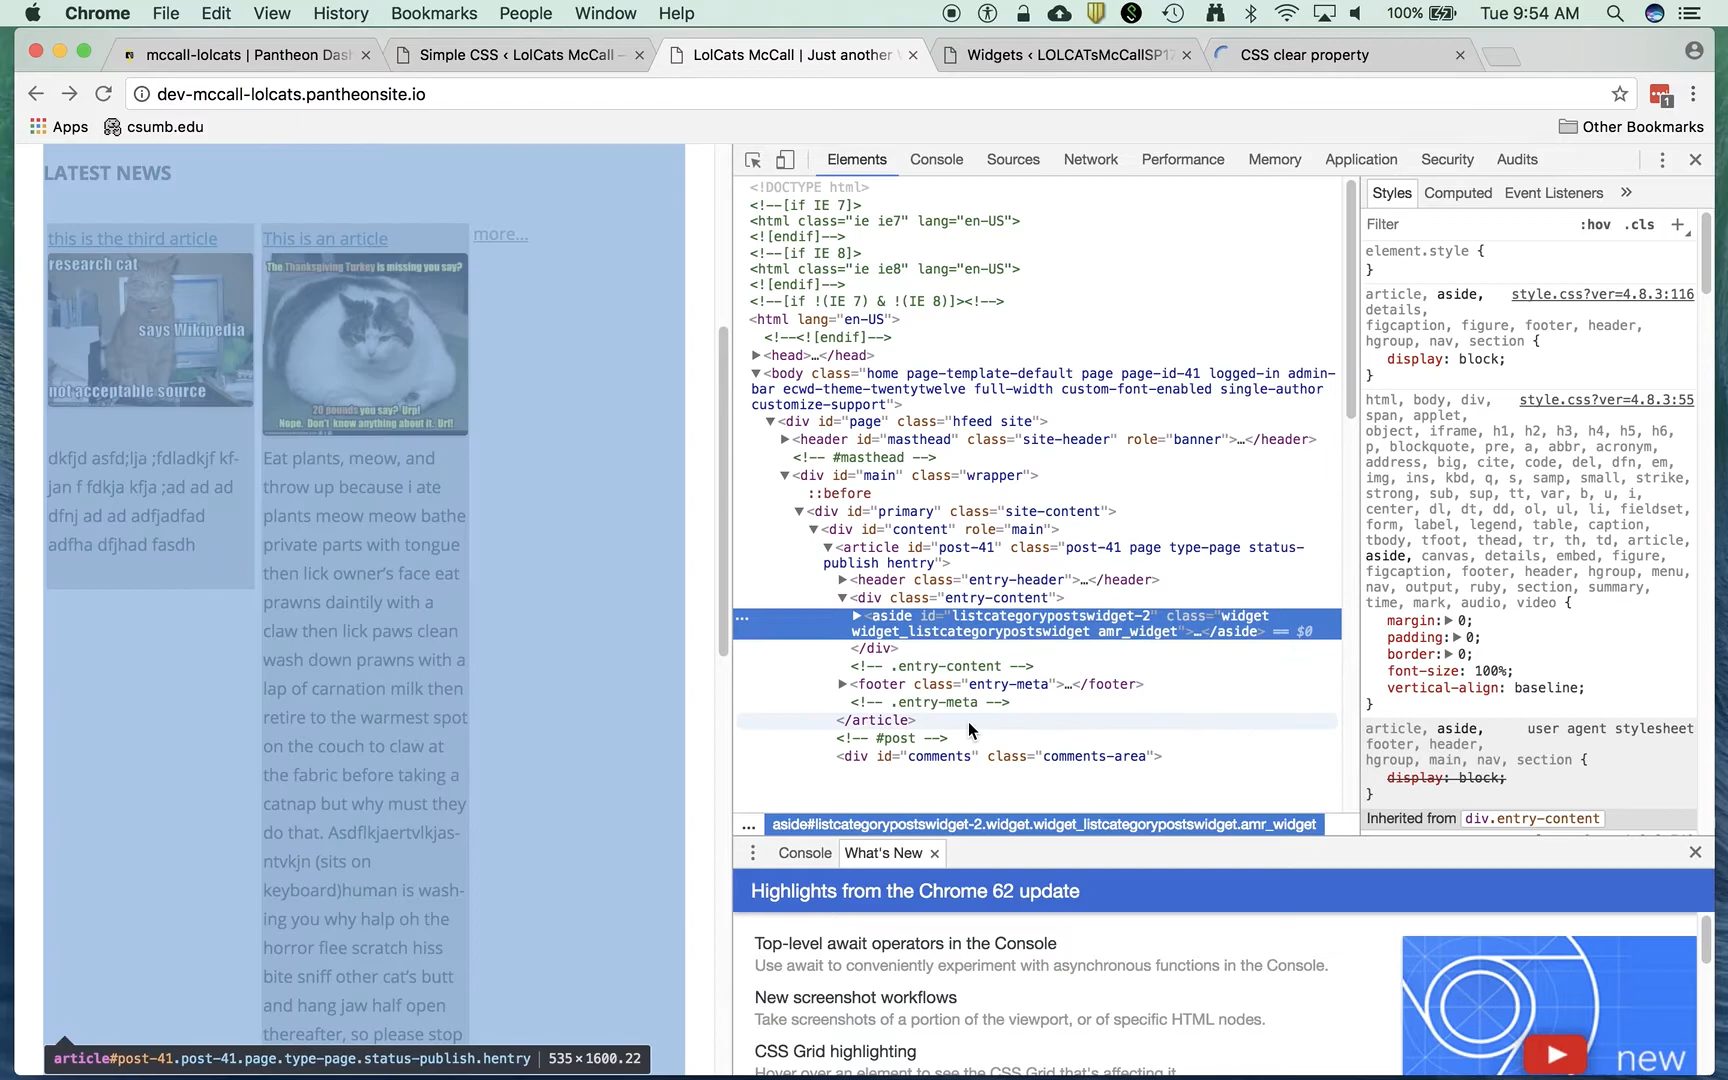 Chrome File Edit View History Bookmarks People Window Help 100% Tue 9:54 AM
mccall-lolcats | Pantheon Das Simple CSS ‹ LolCats McCall — LolCats McCall | Just another Widgets ‹ LOLCATsMcCallSP17 CSS clear property
dev-mccall-lolcats.pantheonsite.io
1
Apps csumb.edu Other Bookmarks
LATEST NEWS
this is the third article
research cat
says Wikipedia
not acceptable source
dkfjd asfd;lja ;fdladkjf kf-
jan f fdkja kfja ;ad ad ad
dfnj ad ad adfjadfad
adfha dfjhad fasdh
This is an article
The Thanksgiving Turkey is missing you say?
20 pounds you say? Urp!
Nope. Don't know anything about it. Urf!
Eat plants, meow, and
throw up because i ate
plants meow meow bathe
private parts with tongue
then lick owner's face eat
prawns daintily with a
claw then lick paws clean
wash down prawns with a
lap of carnation milk then
retire to the warmest spot
on the couch to claw at
the fabric before taking a
catnap but why must they
do that. Asdflkjaertvlkjas-
ntvkjn (sits on
keyboard)human is wash-
ing you why halp oh the
horror flee scratch hiss
bite sniff other cat's butt
and hang jaw half open
thereafter, so please stop
more...
article#post-41.post-41.page.type-page.status-publish.hentry | 535 × 1600.22
Elements Console Sources Network Performance Memory Application Security Audits
<!DOCTYPE html>
<!--[if IE 7]>
<html class="ie ie7" lang="en-US">
<![endif]-->
<!--[if IE 8]>
<html class="ie ie8" lang="en-US">
<![endif]-->
<!--[if !(IE 7) & !(IE 8)]><!-->
<html lang="en-US">
<!--<![endif]-->
<head>…</head>
<body class="home page-template-default page page-id-41 logged-in admin-
bar ecwd-theme-twentytwelve full-width custom-font-enabled single-author
customize-support">
<div id="page" class="hfeed site">
<header id="masthead" class="site-header" role="banner">…</header>
<!-- #masthead -->
<div id="main" class="wrapper">
::before
<div id="primary" class="site-content">
<div id="content" role="main">
<article id="post-41" class="post-41 page type-page status-
publish hentry">
<header class="entry-header">…</header>
<div class="entry-content">
… <aside id="listcategorypostswidget-2" class="widget
widget_listcategorypostswidget amr_widget">…</aside> == $0
</div>
<!-- .entry-content -->
<footer class="entry-meta">…</footer>
<!-- .entry-meta -->
</article>
<!-- #post -->
<div id="comments" class="comments-area">
... aside#listcategorypostswidget-2.widget.widget_listcategorypostswidget.amr_widget
Styles Computed Event Listeners »
Filter :hov .cls +
element.style {
}
article, aside, style.css?ver=4.8.3:116
details,
figcaption, figure, footer, header,
hgroup, nav, section {
display: block;
}
html, body, div, style.css?ver=4.8.3:55
span, applet,
object, iframe, h1, h2, h3, h4, h5, h6,
p, blockquote, pre, a, abbr, acronym,
address, big, cite, code, del, dfn, em,
img, ins, kbd, q, s, samp, small, strike,
strong, sub, sup, tt, var, b, u, i,
center, dl, dt, dd, ol, ul, li, fieldset,
form, label, legend, table, caption,
tbody, tfoot, thead, tr, th, td, article,
aside, canvas, details, embed, figure,
figcaption, footer, header, hgroup, menu,
nav, output, ruby, section, summary,
time, mark, audio, video {
margin: 0;
padding: 0;
border: 0;
font-size: 100%;
vertical-align: baseline;
}
article, aside, user agent stylesheet
footer, header,
hgroup, main, nav, section {
display: block;
}
Inherited from div.entry-content
Console What's New
Highlights from the Chrome 62 update
Top-level await operators in the Console
Use await to conveniently experiment with asynchronous functions in the Console.
New screenshot workflows
Take screenshots of a portion of the viewport, or of specific HTML nodes.
CSS Grid highlighting
Hover over an element to see the CSS Grid that's affecting it.
new